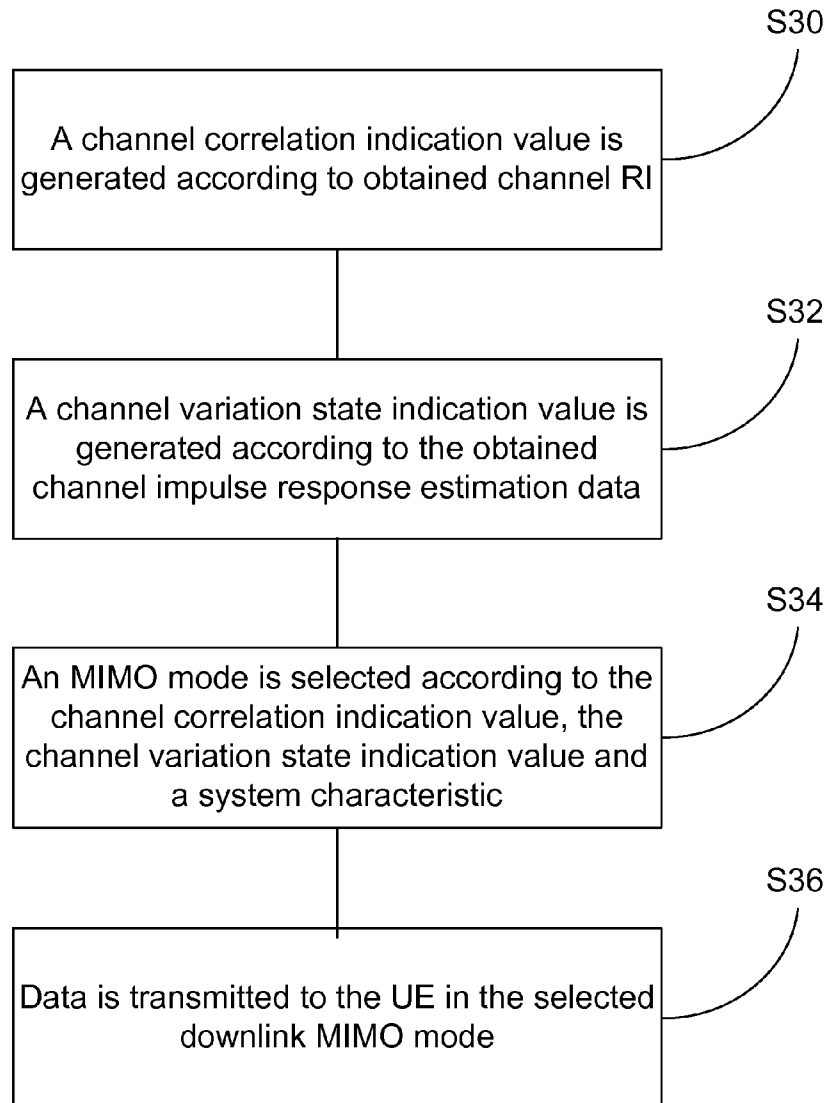 S30
A channel correlation indication value is
generated according to obtained channel RI
S32
A channel variation state indication value is
generated according to the obtained
channel impulse response estimation data
S34
An MIMO mode is selected according to the
channel correlation indication value, the
channel variation state indication value and
a system characteristic
S36
Data is transmitted to the UE in the selected
downlink MIMO mode